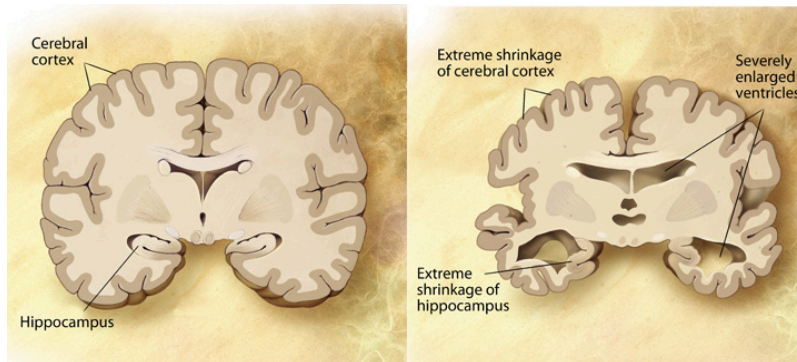 Cerebral
cortex
Hippocampus
Extreme shrinkage
of cerebral cortex
Severely
enlarged
ventricles
Extreme
shrinkage of
hippocampus